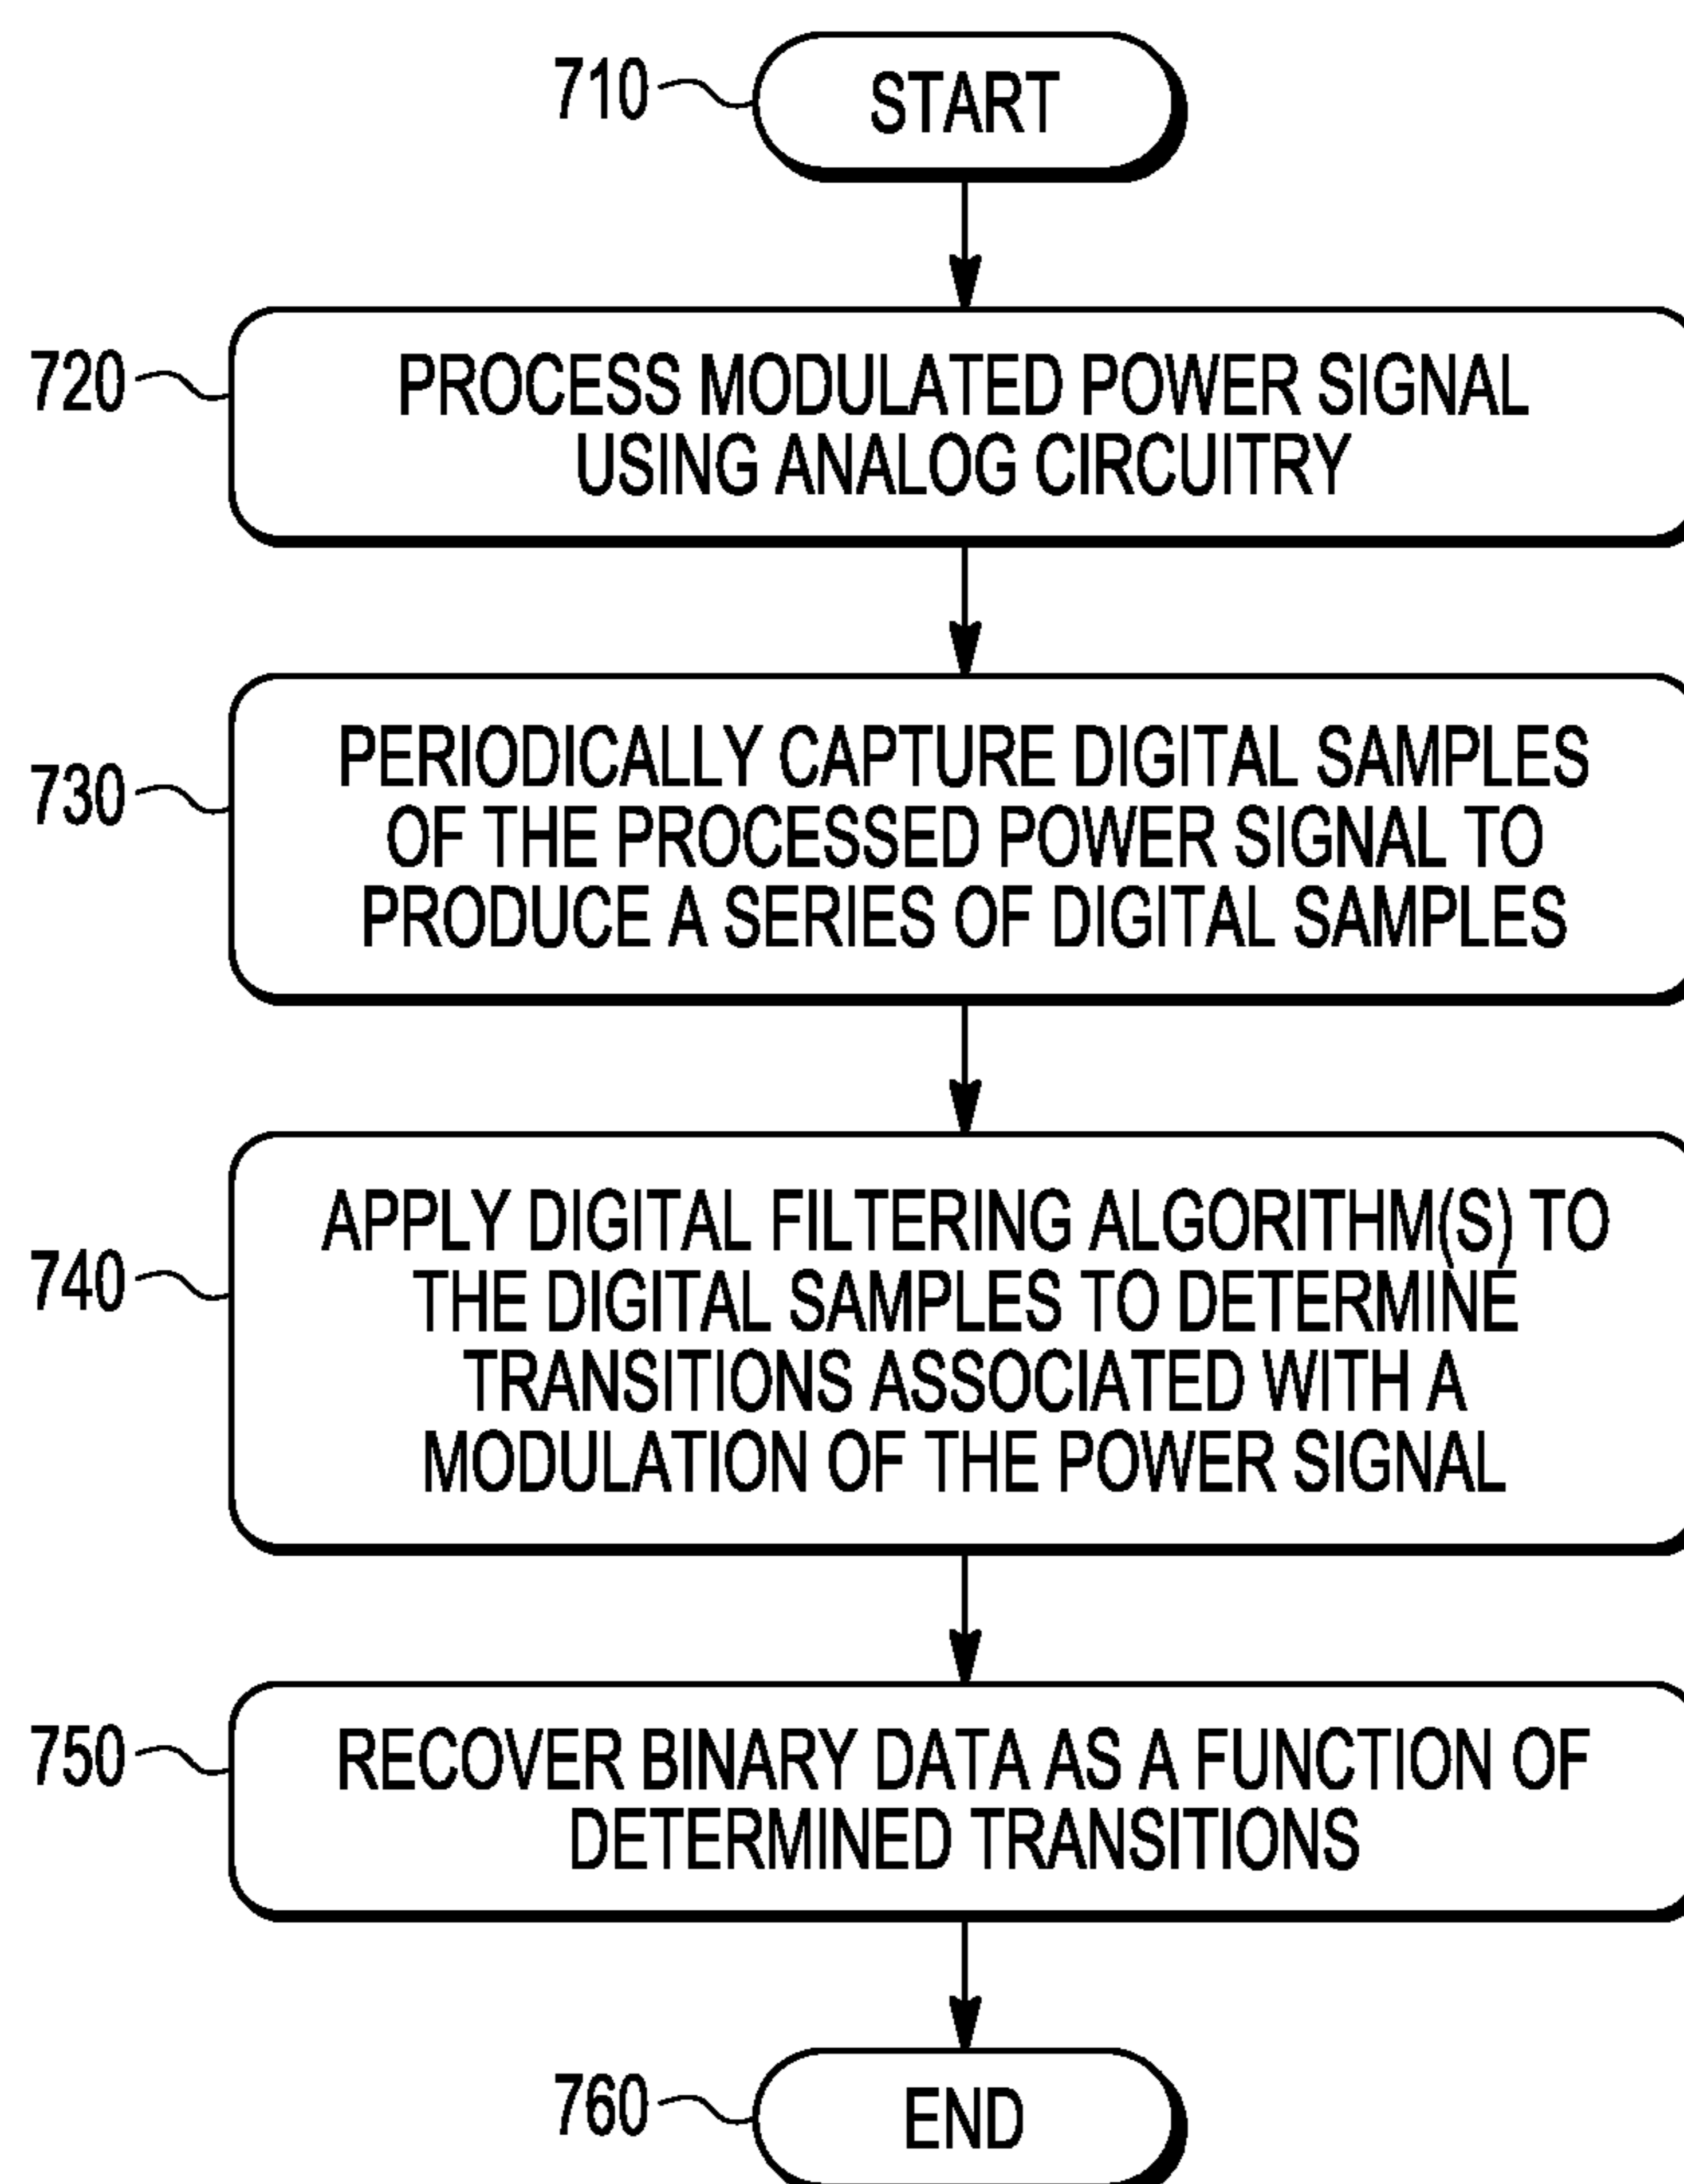 710
START
720
PROCESS MODULATED POWER SIGNAL
USING ANALOG CIRCUITRY
730
PERIODICALLY CAPTURE DIGITAL SAMPLES
OF THE PROCESSED POWER SIGNAL TO
PRODUCE A SERIES OF DIGITAL SAMPLES
740
APPLY DIGITAL FILTERING ALGORITHM(S) TO
THE DIGITAL SAMPLES TO DETERMINE
TRANSITIONS ASSOCIATED WITH A
MODULATION OF THE POWER SIGNAL
750
RECOVER BINARY DATA AS A FUNCTION OF
DETERMINED TRANSITIONS
760
END